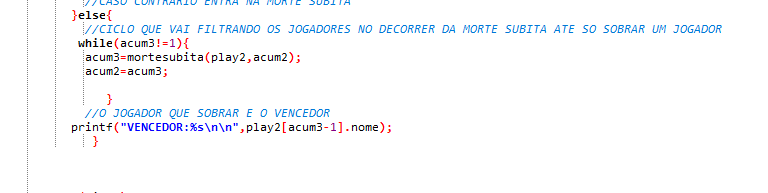 //CASO CONTRARIO ENTRA NA MORTE SUBITA
}else{
//CICLO QUE VAI FILTRANDO OS JOGADORES NO DECORRER DA MORTE SUBITA ATE SO SOBRAR UM JOGADOR
while(acum3!=1){
acum3=mortesubita(play2,acum2);
acum2=acum3;
}
//O JOGADOR QUE SOBRAR E O VENCEDOR
printf("VENCEDOR:%s\n\n",play2[acum3-1].nome);
}